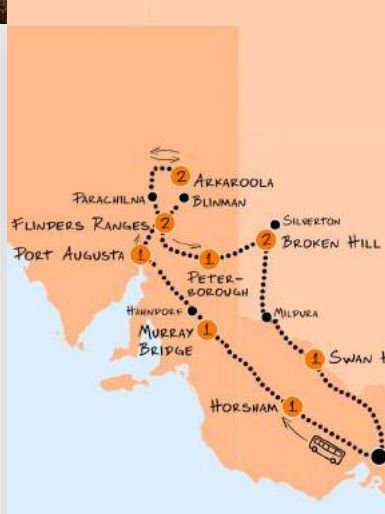 2 ARKAROOLA
PARACHILNA
BLINMAN
FLINDERS RANGES 2
SILVERTON
2 BROKEN HILL
PORT AUGUSTA 1
1
PETER-
BOROUGH
HAHNDORF
MURRAY 1
BRIDGE
MILDURA
1 SWAN H
HORSHAM 1